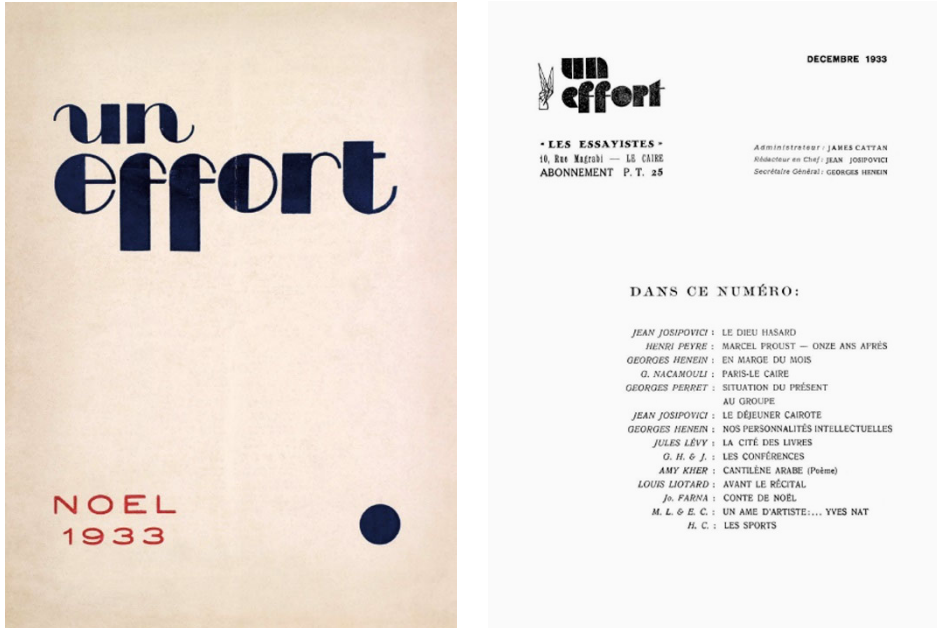 un
effort
NOEL
1933
un
effort
DECEMBRE 1933
• LES ESSAYISTES •
10, Rue Magrabi — LE CAIRE
ABONNEMENT P. T. 25
Administrateur : JAMES CATTAN
Rédacteur en Chef : JEAN JOSIPOVICI
Secrétaire Général : GEORGES HENEIN
DANS CE NUMÉRO:
JEAN JOSIPOVICI : LE DIEU HASARD
HENRI PEYRE : MARCEL PROUST — ONZE ANS APRÈS
GEORGES HENEIN : EN MARGE DU MOIS
G. NACAMOULI : PARIS-LE CAIRE
GEORGES PERRET : SITUATION DU PRÉSENT
AU GROUPE
JEAN JOSIPOVICI : LE DÉJEUNER CAIROTE
GEORGES HENEIN : NOS PERSONNALITÉS INTELLECTUELLES
JULES LÉVY : LA CITÉ DES LIVRES
G. H. & J. : LES CONFÉRENCES
AMY KHER : CANTILÈNE ARABE (Poème)
LOUIS LIOTARD : AVANT LE RÉCITAL
Jo. FARNA : CONTE DE NOËL
M. L. & E. C. : UN AME D'ARTISTE:... YVES NAT
H. C. : LES SPORTS